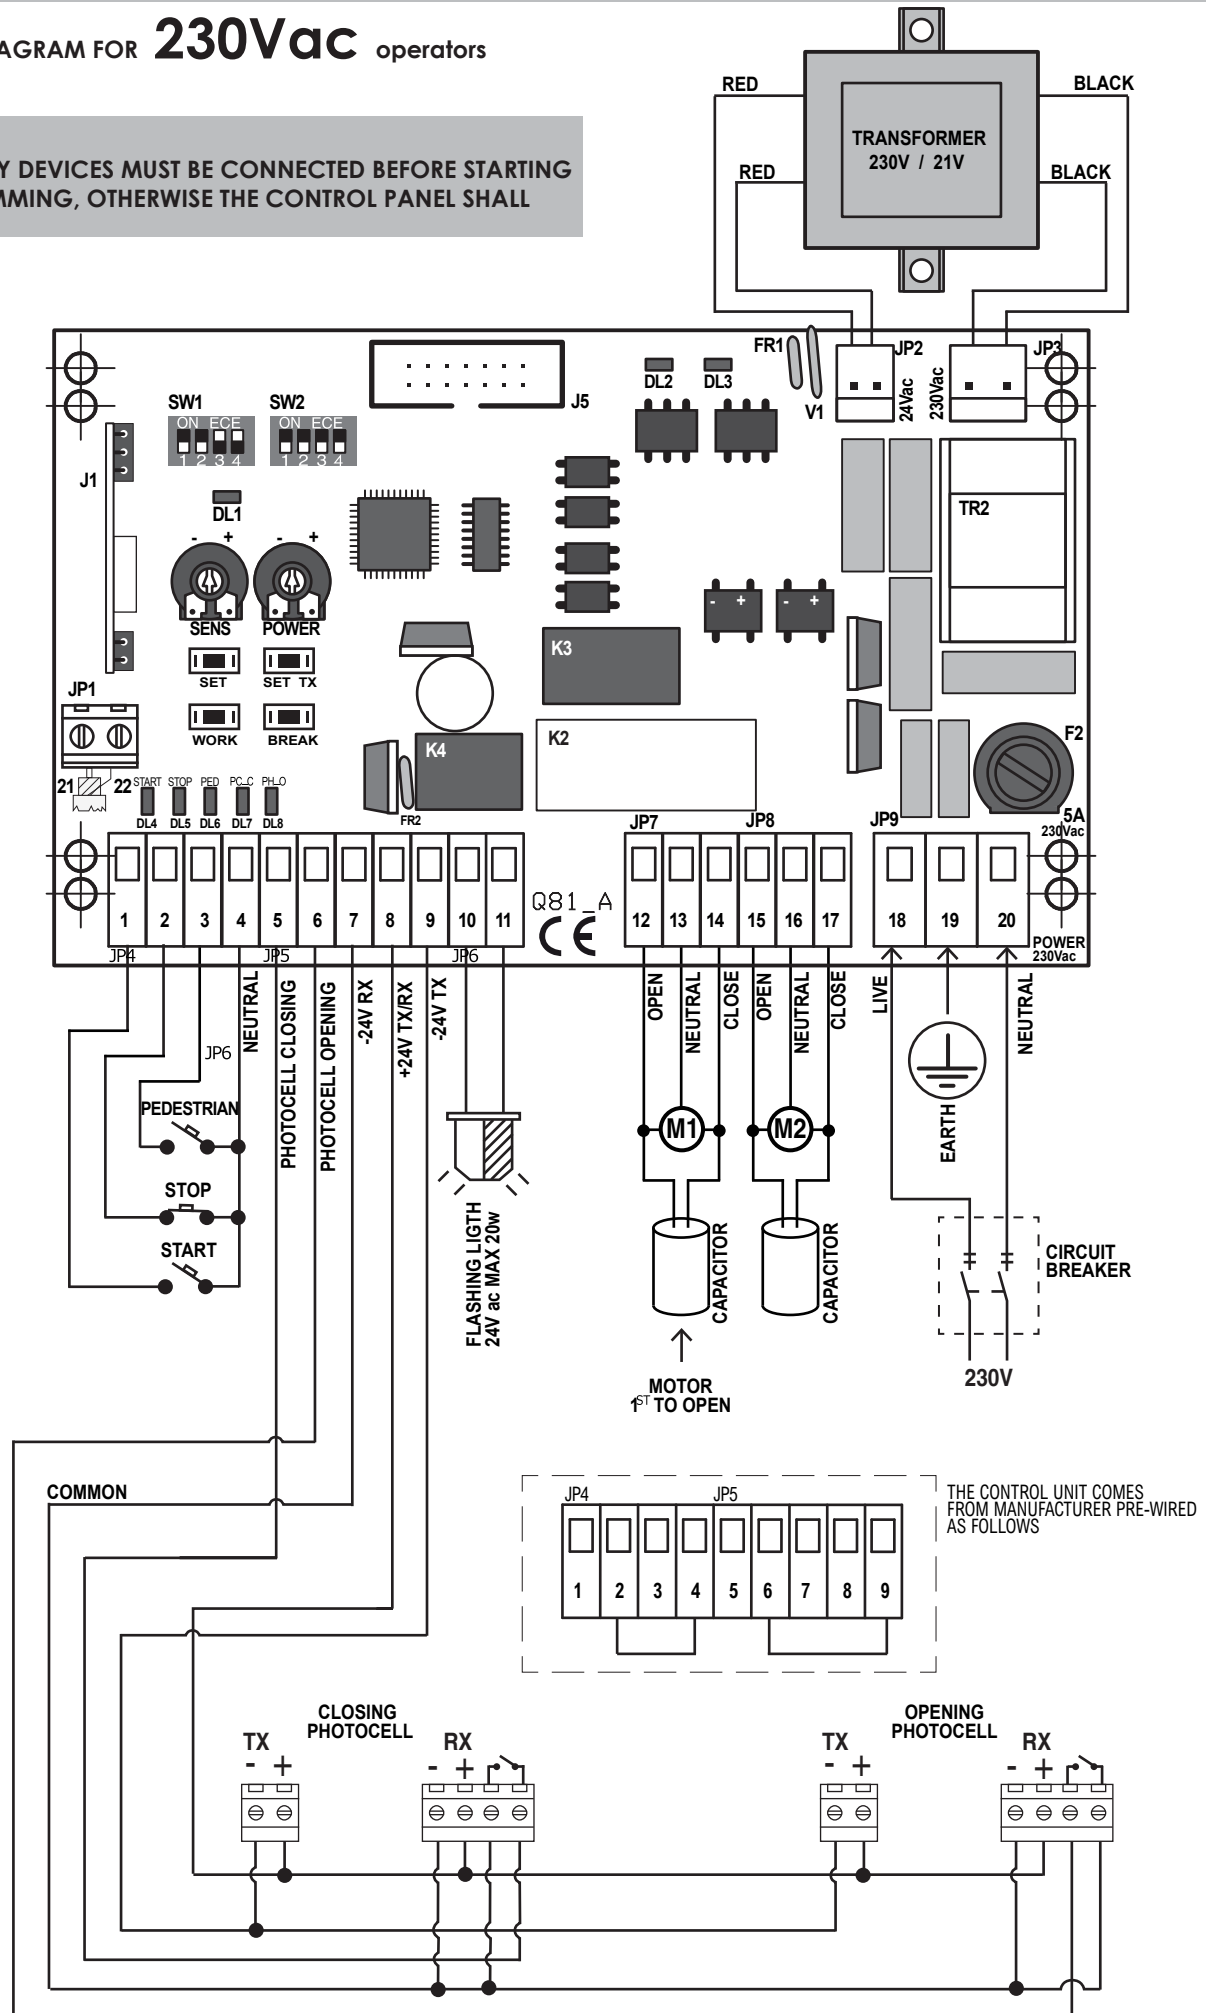 AGRAM FOR 230Vac operators
Y DEVICES MUST BE CONNECTED BEFORE STARTING
MMING, OTHERWISE THE CONTROL PANEL SHALL
RED
BLACK
TRANSFORMER
230V / 21V
RED
BLACK
FR1
JP2
JP3
V1
24Vac
230Vac
DL2
DL3
J5
SW1
SW2
ON ECE
ON ECE
1 2 3 4
1 2 3 4
J1
DL1
- +
- +
TR2
SENS
POWER
- +
- +
SET
SET TX
K3
JP1
WORK
BREAK
K4
K2
F2
21
22
START
STOP
PED
PC_C
PH_O
DL4
DL5
DL6
DL7
DL8
FR2
JP7
JP8
JP9
5A
230Vac
Q81_A
CE
1 2 3 4 5 6 7 8 9 10 11
12 13 14 15 16 17
18 19 20
JP4
JP5
JP6
POWER
230Vac
NEUTRAL
PHOTOCELL CLOSING
PHOTOCELL OPENING
-24V RX
+24V TX/RX
-24V TX
OPEN
NEUTRAL
CLOSE
OPEN
NEUTRAL
CLOSE
LIVE
NEUTRAL
JP6
PEDESTRIAN
STOP
START
M1
M2
EARTH
FLASHING LIGTH
24V ac MAX 20w
CAPACITOR
CAPACITOR
CIRCUIT
BREAKER
230V
MOTOR
1ST TO OPEN
COMMON
JP4
JP5
1 2 3 4 5 6 7 8 9
THE CONTROL UNIT COMES
FROM MANUFACTURER PRE-WIRED
AS FOLLOWS
CLOSING
PHOTOCELL
TX
- +
RX
- +
OPENING
PHOTOCELL
TX
- +
RX
- +